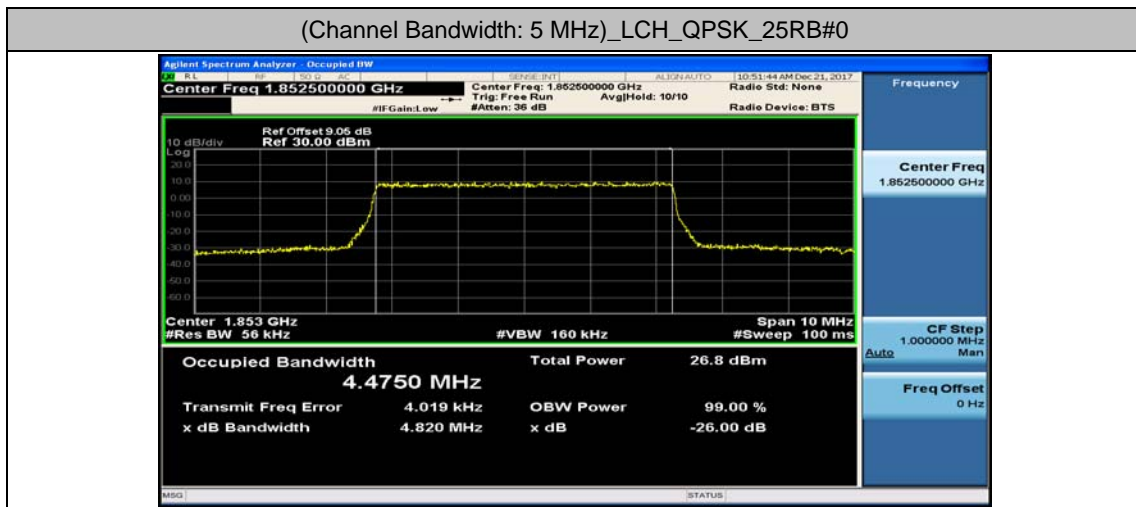 (Channel Bandwidth: 5 MHz)_LCH_QPSK_25RB#0
Agilent Spectrum Analyzer - Occupied BW
RL RF 50 Ω AC SENSE:INT ALIGN AUTO 10:51:44 AM Dec 21, 2017
Center Freq 1.852500000 GHz
Center Freq: 1.852500000 GHz
Radio Std: None
Trig: Free Run Avg|Hold: 10/10
#IFGain:Low #Atten: 36 dB Radio Device: BTS
Ref Offset 9.05 dB
10 dB/div Ref 30.00 dBm
Log
20.0
10.0
0.00
-10.0
-20.0
-30.0
-40.0
-50.0
-60.0
Center 1.853 GHz Span 10 MHz
#Res BW 56 kHz #VBW 160 kHz #Sweep 100 ms
Occupied Bandwidth Total Power 26.8 dBm
4.4750 MHz
Transmit Freq Error 4.019 kHz OBW Power 99.00 %
x dB Bandwidth 4.820 MHz x dB -26.00 dB
Frequency
Center Freq
1.852500000 GHz
CF Step
1.000000 MHz
Auto Man
Freq Offset
0 Hz
MSG STATUS